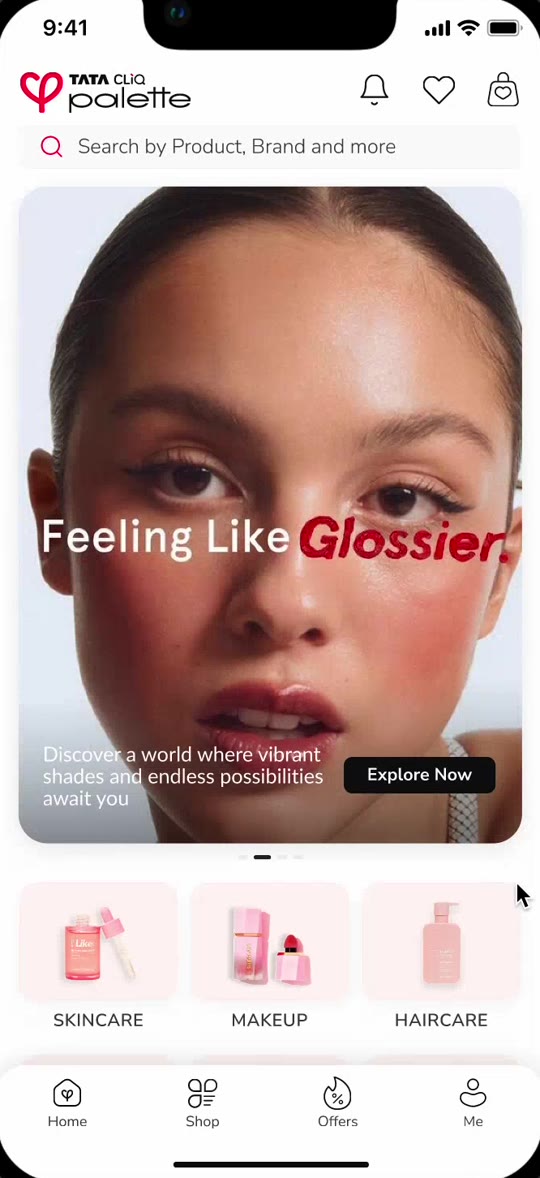 9:41
TATA CLiQ
palette
Search by Product, Brand and more
Feeling Like Glossier.
Discover a world where vibrant
shades and endless possibilities
await you
Explore Now
SKINCARE
MAKEUP
HAIRCARE
Home
Shop
Offers
Me